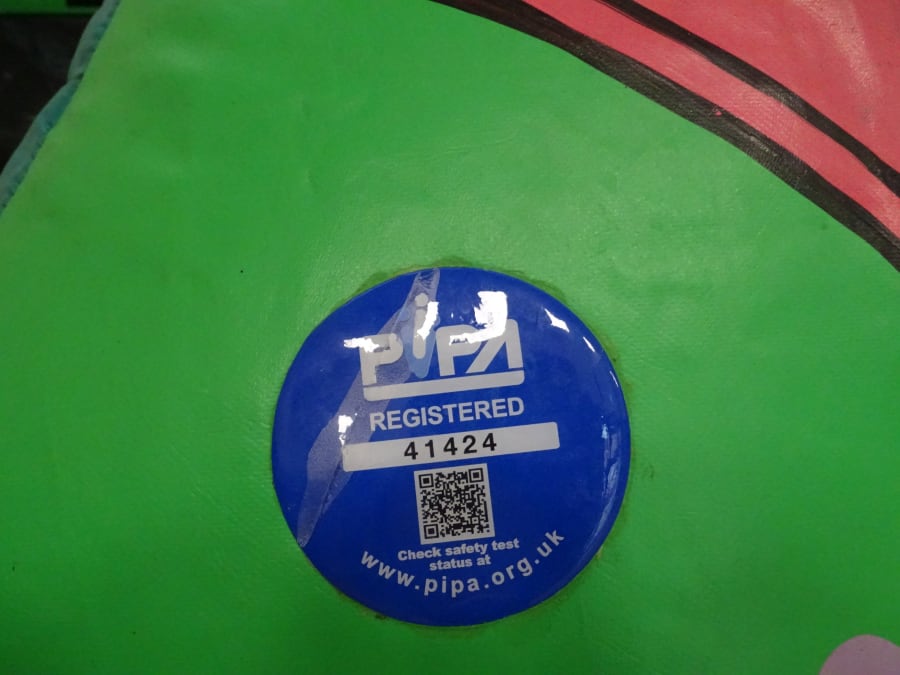 PiPA
REGISTERED
41424
Check safety test
status at
www.pipa.org.uk